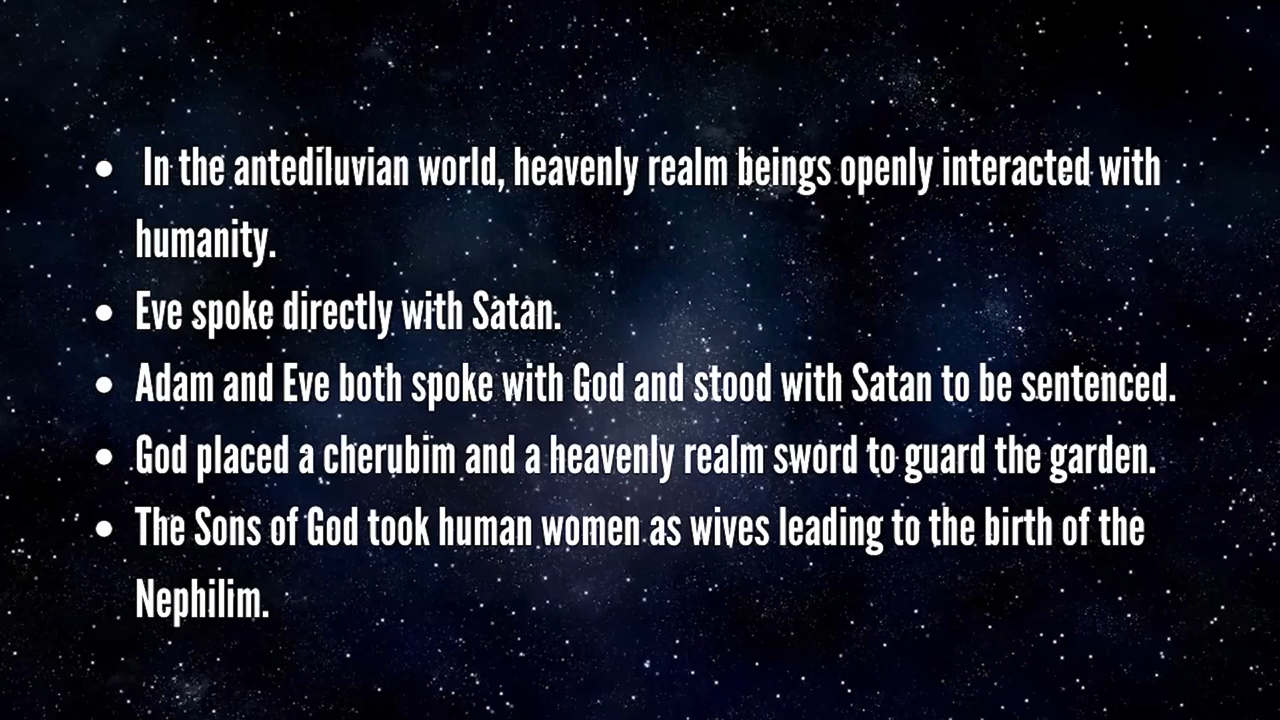 • In the antediluvian world, heavenly realm beings openly interacted with
humanity.
• Eve spoke directly with Satan.
• Adam and Eve both spoke with God and stood with Satan to be sentenced.
• God placed a cherubim and a heavenly realm sword to guard the garden.
• The Sons of God took human women as wives leading to the birth of the
Nephilim.